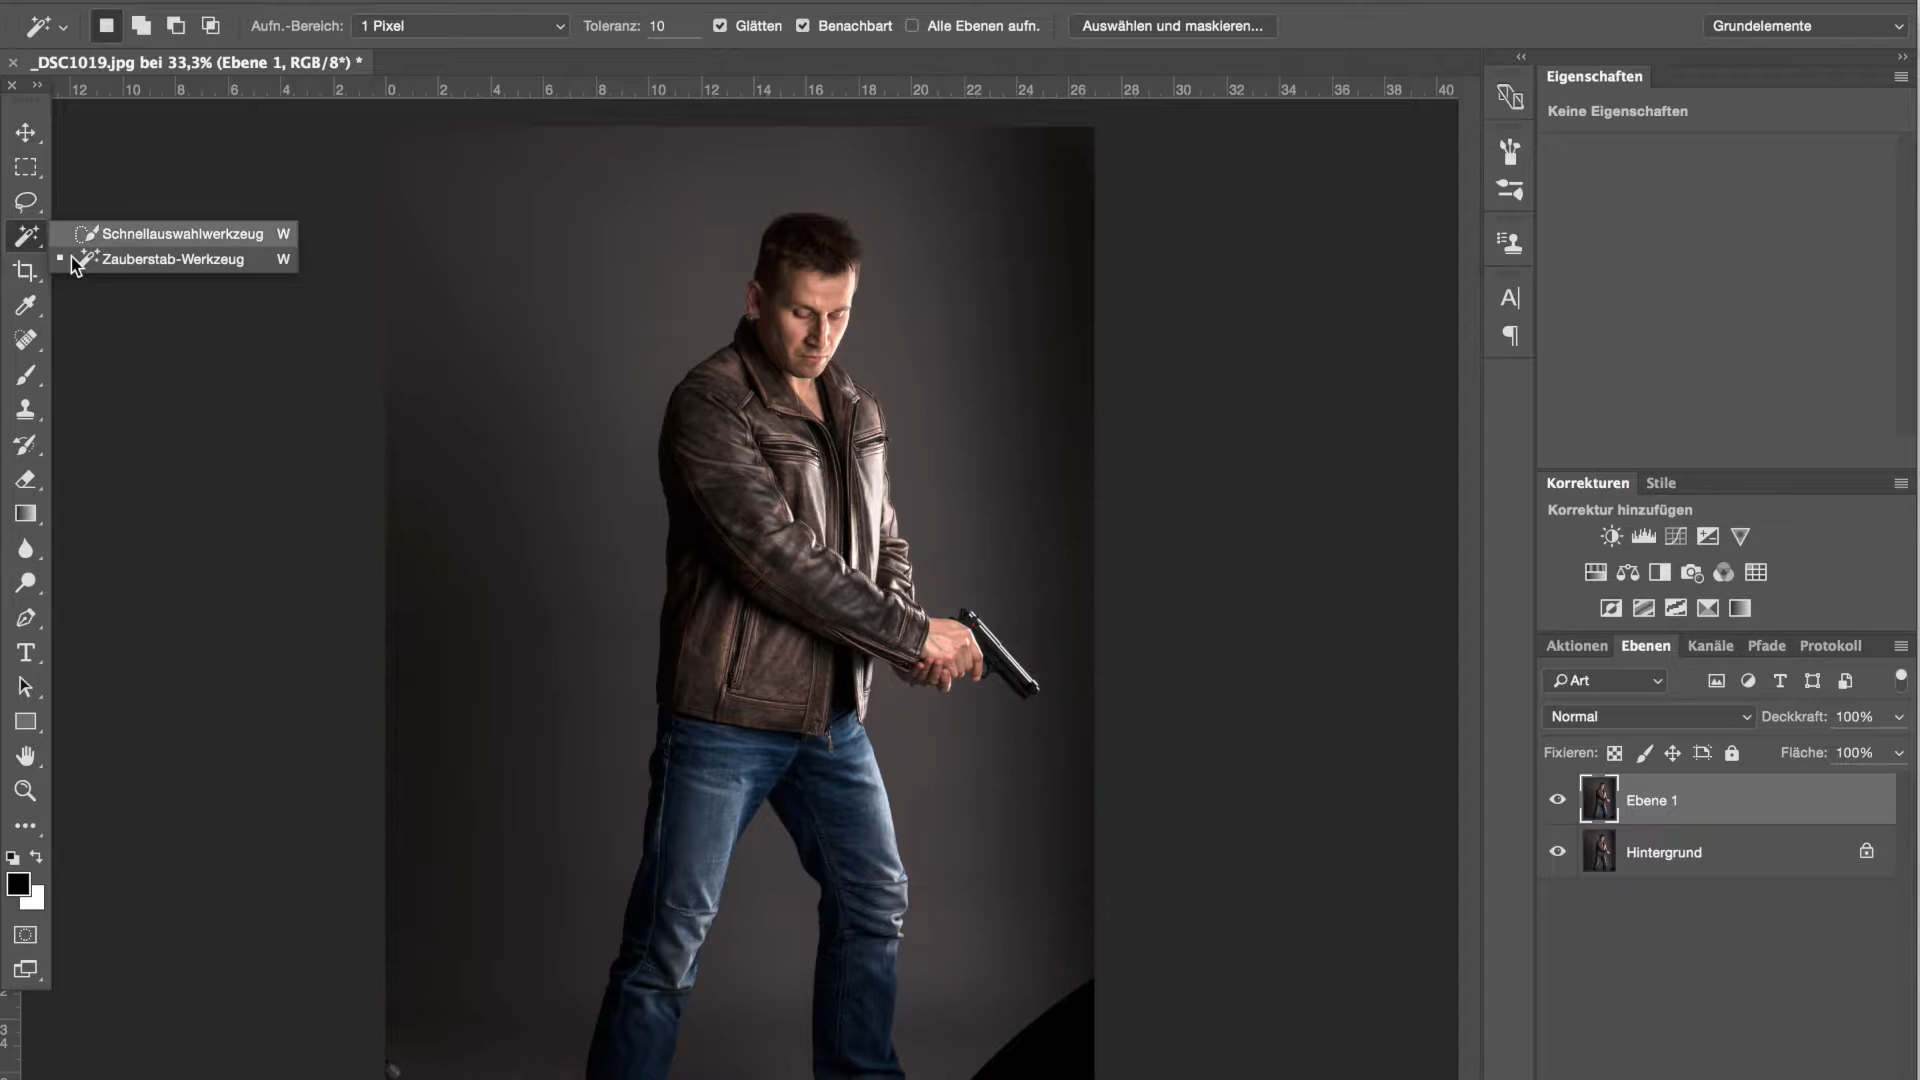 Aufn.-Bereich: 1 Pixel Toleranz: 10 Glätten Benachbart Alle Ebenen aufn. Auswählen und maskieren... Grundelemente
_DSC1019.jpg bei 33,3% (Ebene 1, RGB/8*) *
12 10 8 6 4 2 0 2 6 8 10 12 14 16 18 20 22 24 26 28 30 32 34 36 38 40
Eigenschaften
Keine Eigenschaften
Schnellauswahlwerkzeug W
Zauberstab-Werkzeug W
Korrekturen Stile
Korrektur hinzufügen
Aktionen Ebenen Kanäle Pfade Protokoll
Art
Normal Deckkraft: 100%
Fixieren: Fläche: 100%
Ebene 1
Hintergrund
2
3
4